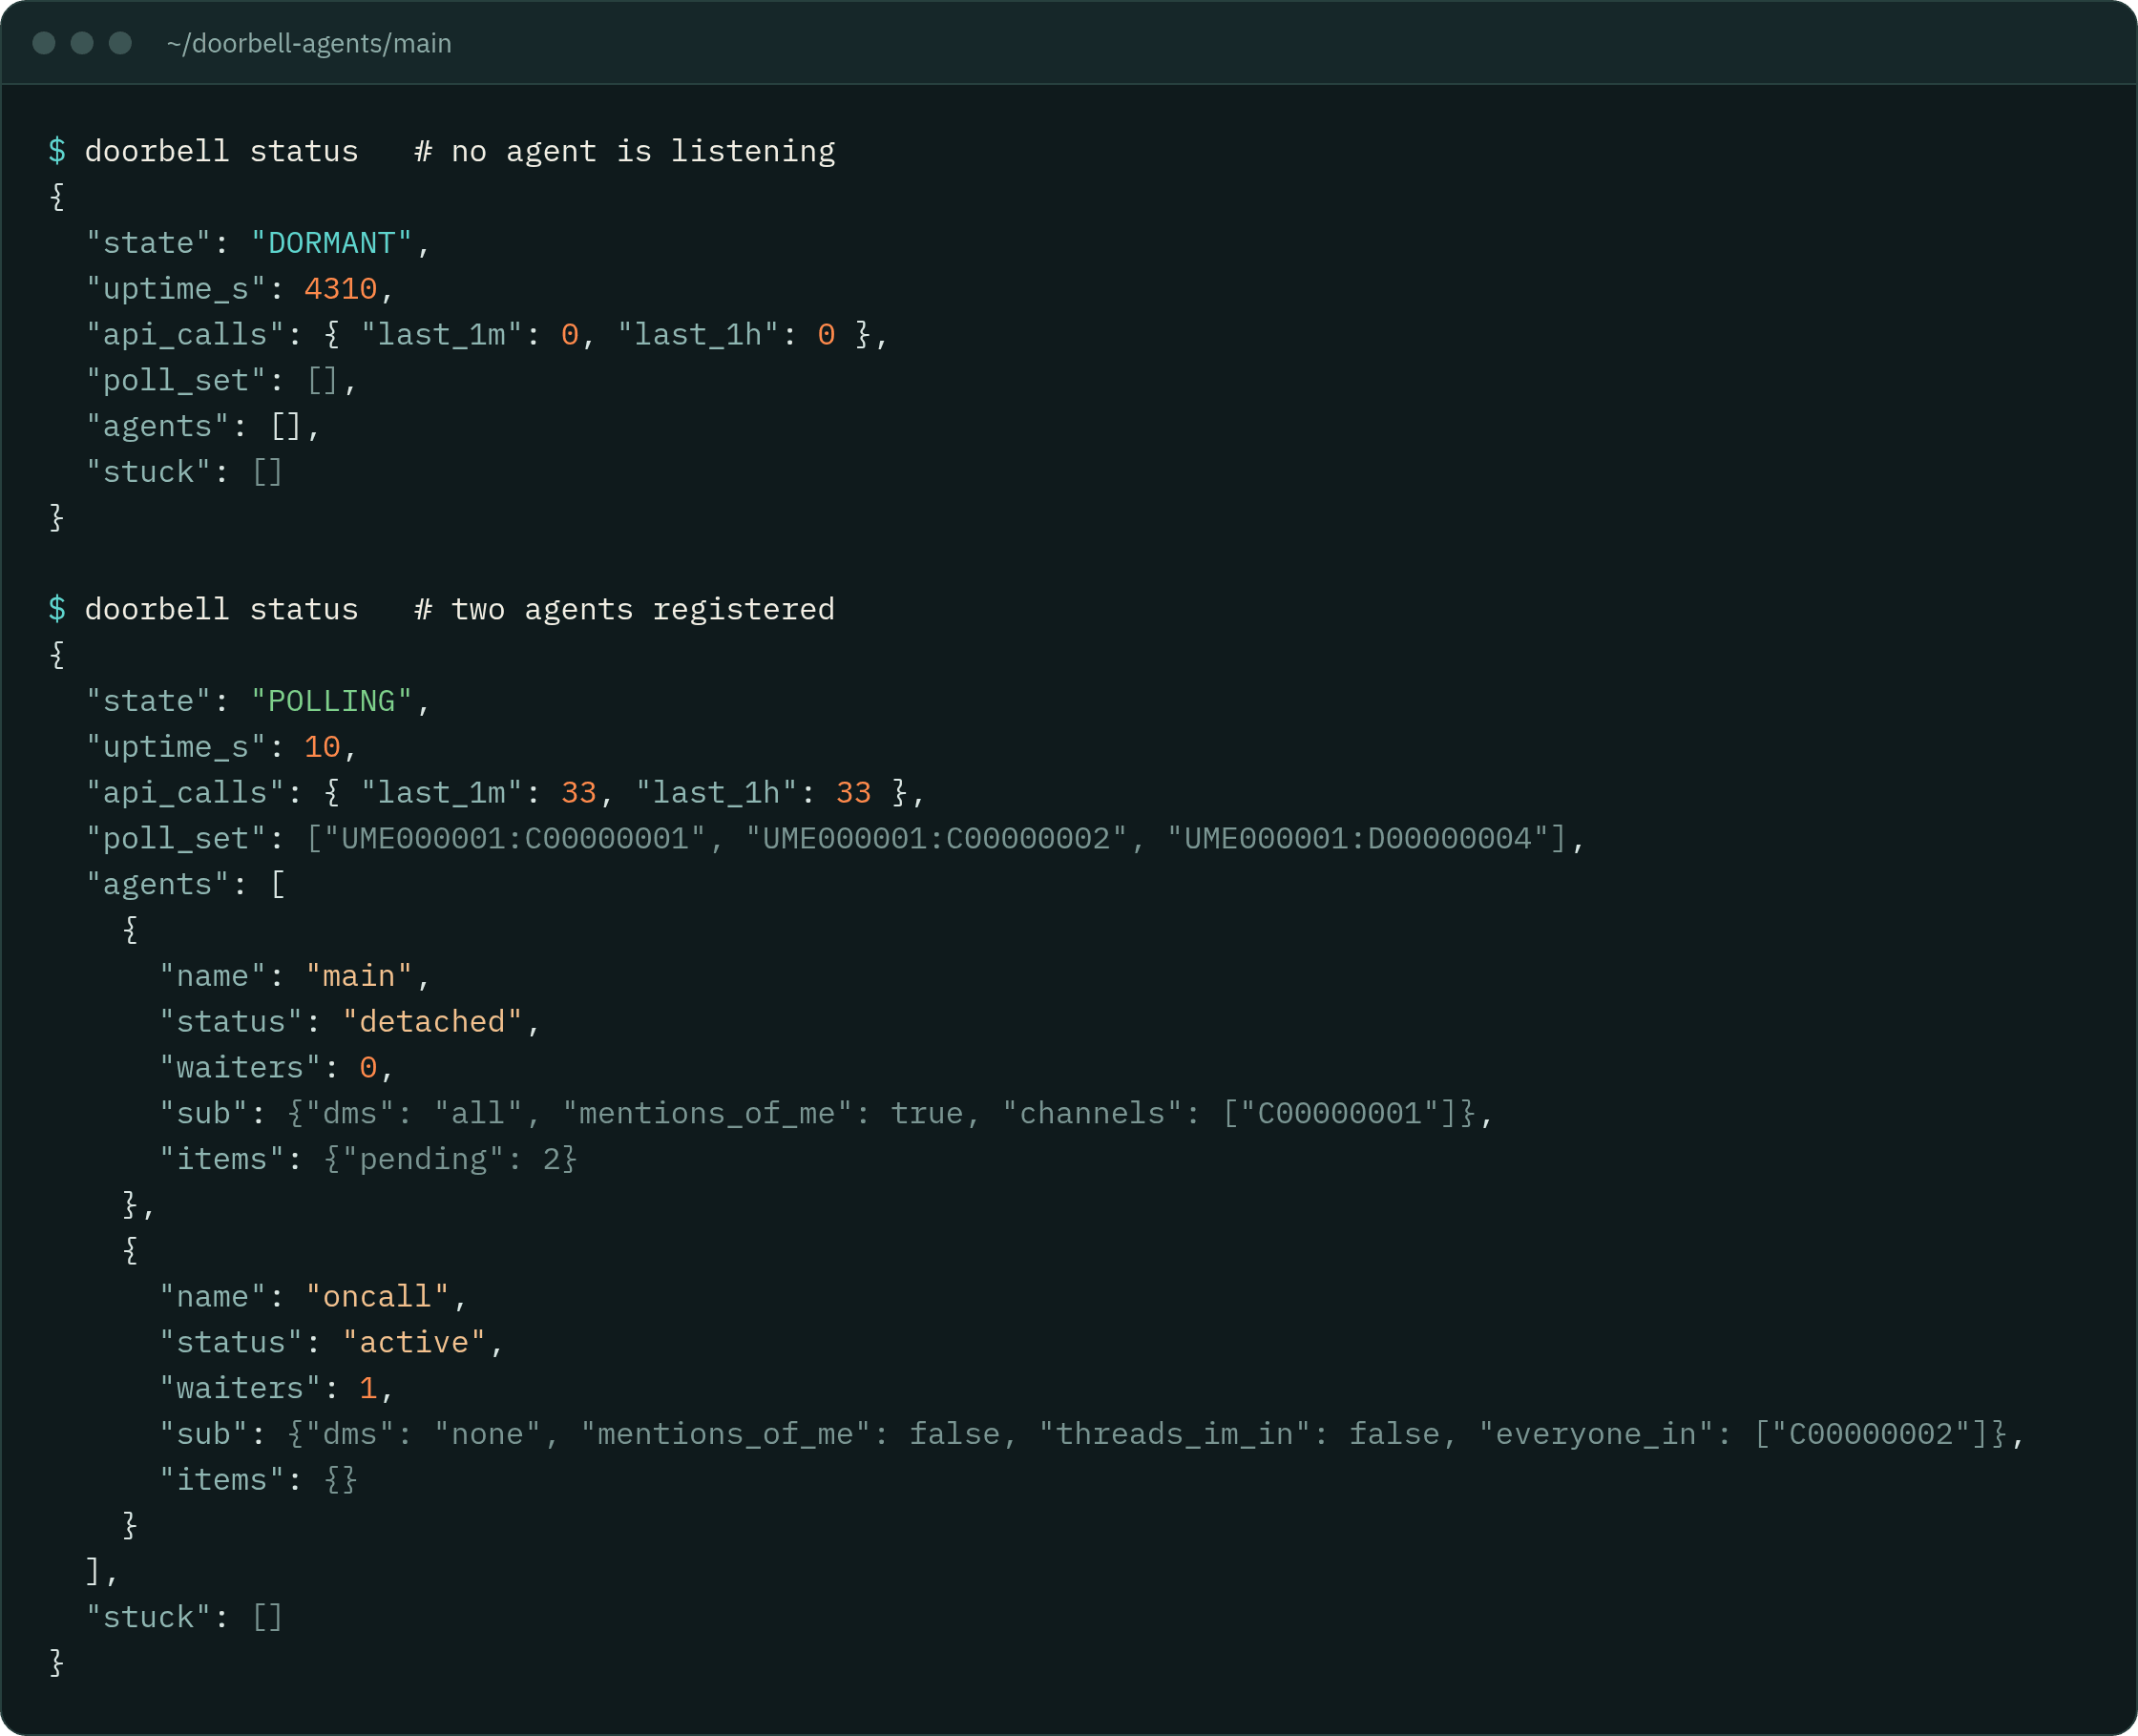 ~/doorbell-agents/main
$ doorbell status   # no agent is listening
{
  "state": "DORMANT",
  "uptime_s": 4310,
  "api_calls": { "last_1m": 0, "last_1h": 0 },
  "poll_set": [],
  "agents": [],
  "stuck": []
}

$ doorbell status   # two agents registered
{
  "state": "POLLING",
  "uptime_s": 10,
  "api_calls": { "last_1m": 33, "last_1h": 33 },
  "poll_set": ["UME000001:C00000001", "UME000001:C00000002", "UME000001:D00000004"],
  "agents": [
    {
      "name": "main",
      "status": "detached",
      "waiters": 0,
      "sub": {"dms": "all", "mentions_of_me": true, "channels": ["C00000001"]},
      "items": {"pending": 2}
    },
    {
      "name": "oncall",
      "status": "active",
      "waiters": 1,
      "sub": {"dms": "none", "mentions_of_me": false, "threads_im_in": false, "everyone_in": ["C00000002"]},
      "items": {}
    }
  ],
  "stuck": []
}